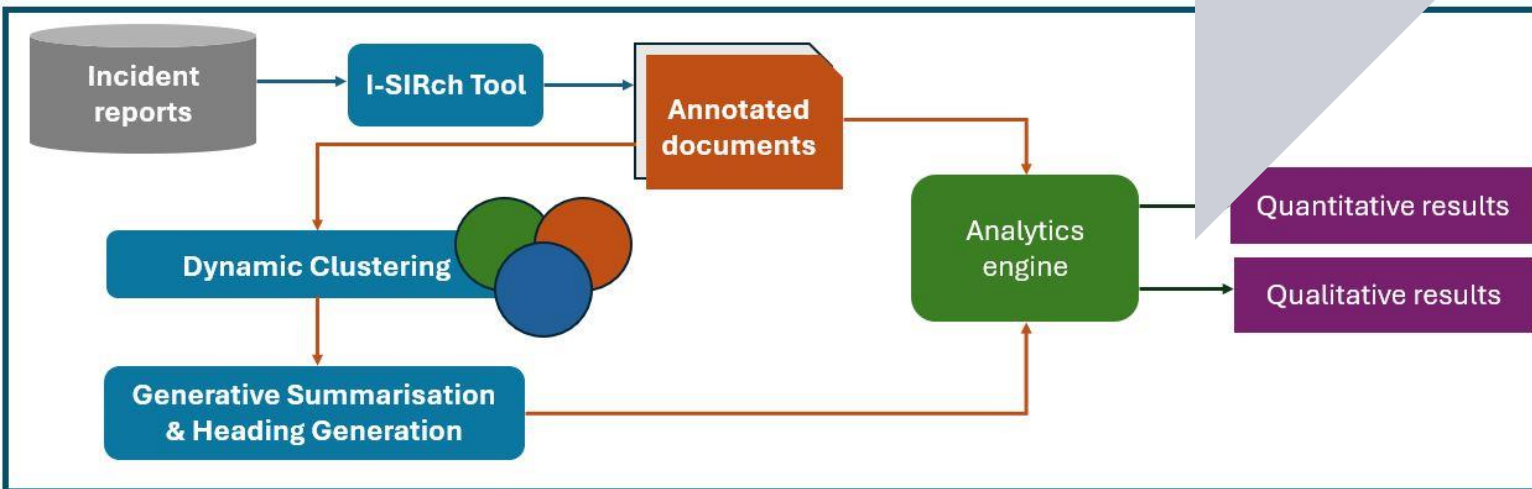 Incident
reports
I-SIRch Tool
Annotated
documents
Dynamic Clustering
Generative Summarisation
& Heading Generation
Analytics
engine
Quantitative results
Qualitative results